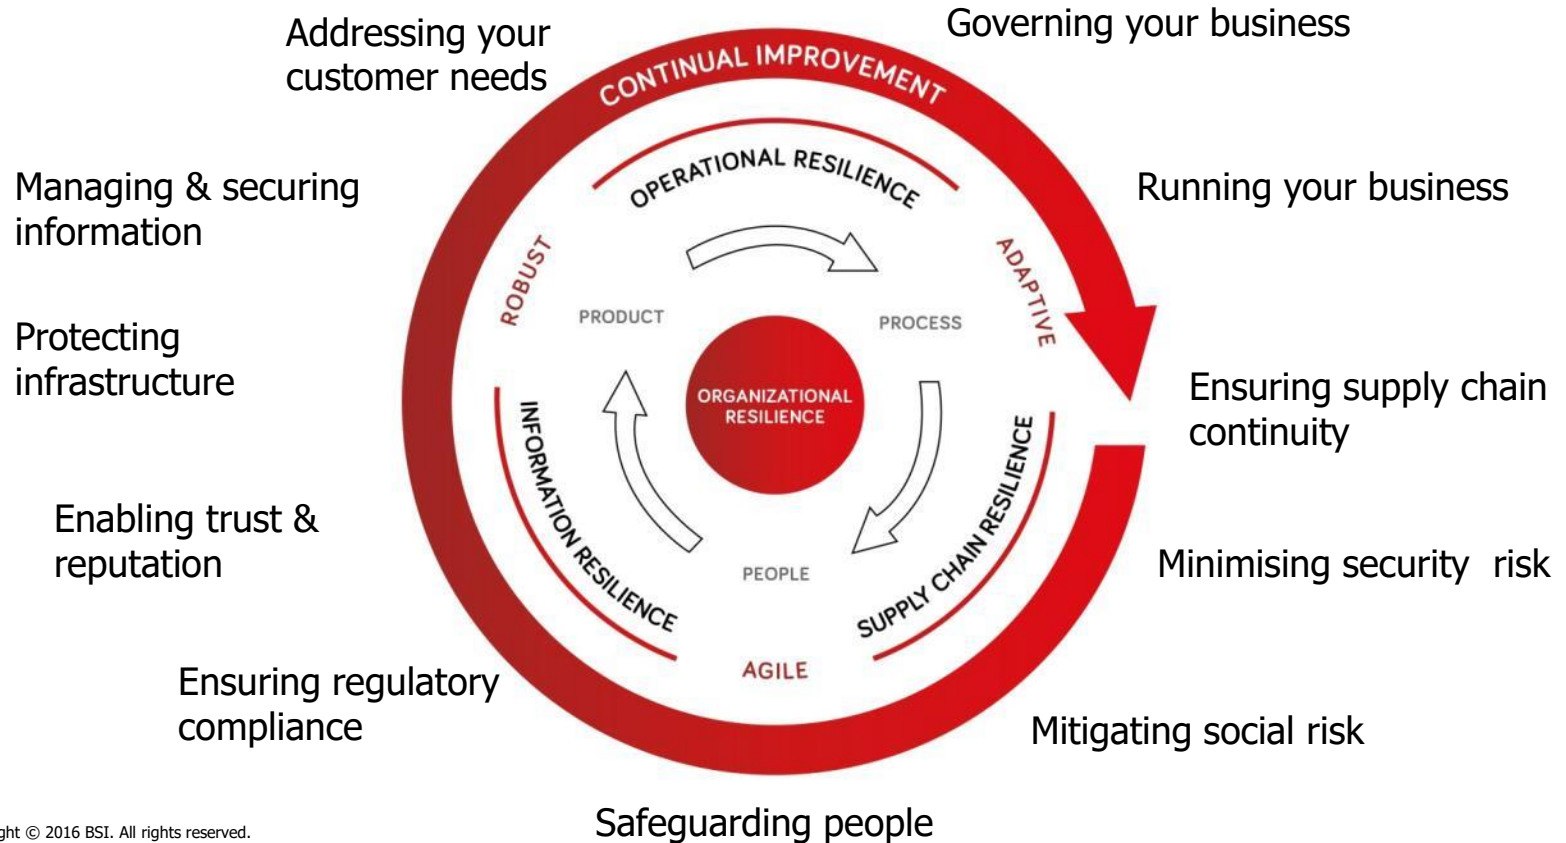 Addressing your
customer needs
Governing your business
CONTINUAL IMPROVEMENT
OPERATIONAL RESILIENCE
Managing & securing
information
Running your business
ROBUST
ADAPTIVE
PRODUCT
PROCESS
Protecting
infrastructure
ORGANIZATIONAL
RESILIENCE
Ensuring supply chain
continuity
INFORMATION RESILIENCE
SUPPLY CHAIN RESILIENCE
Enabling trust &
reputation
PEOPLE
Minimising security  risk
AGILE
Ensuring regulatory
compliance
Mitigating social risk
Safeguarding people
ght © 2016 BSI. All rights reserved.